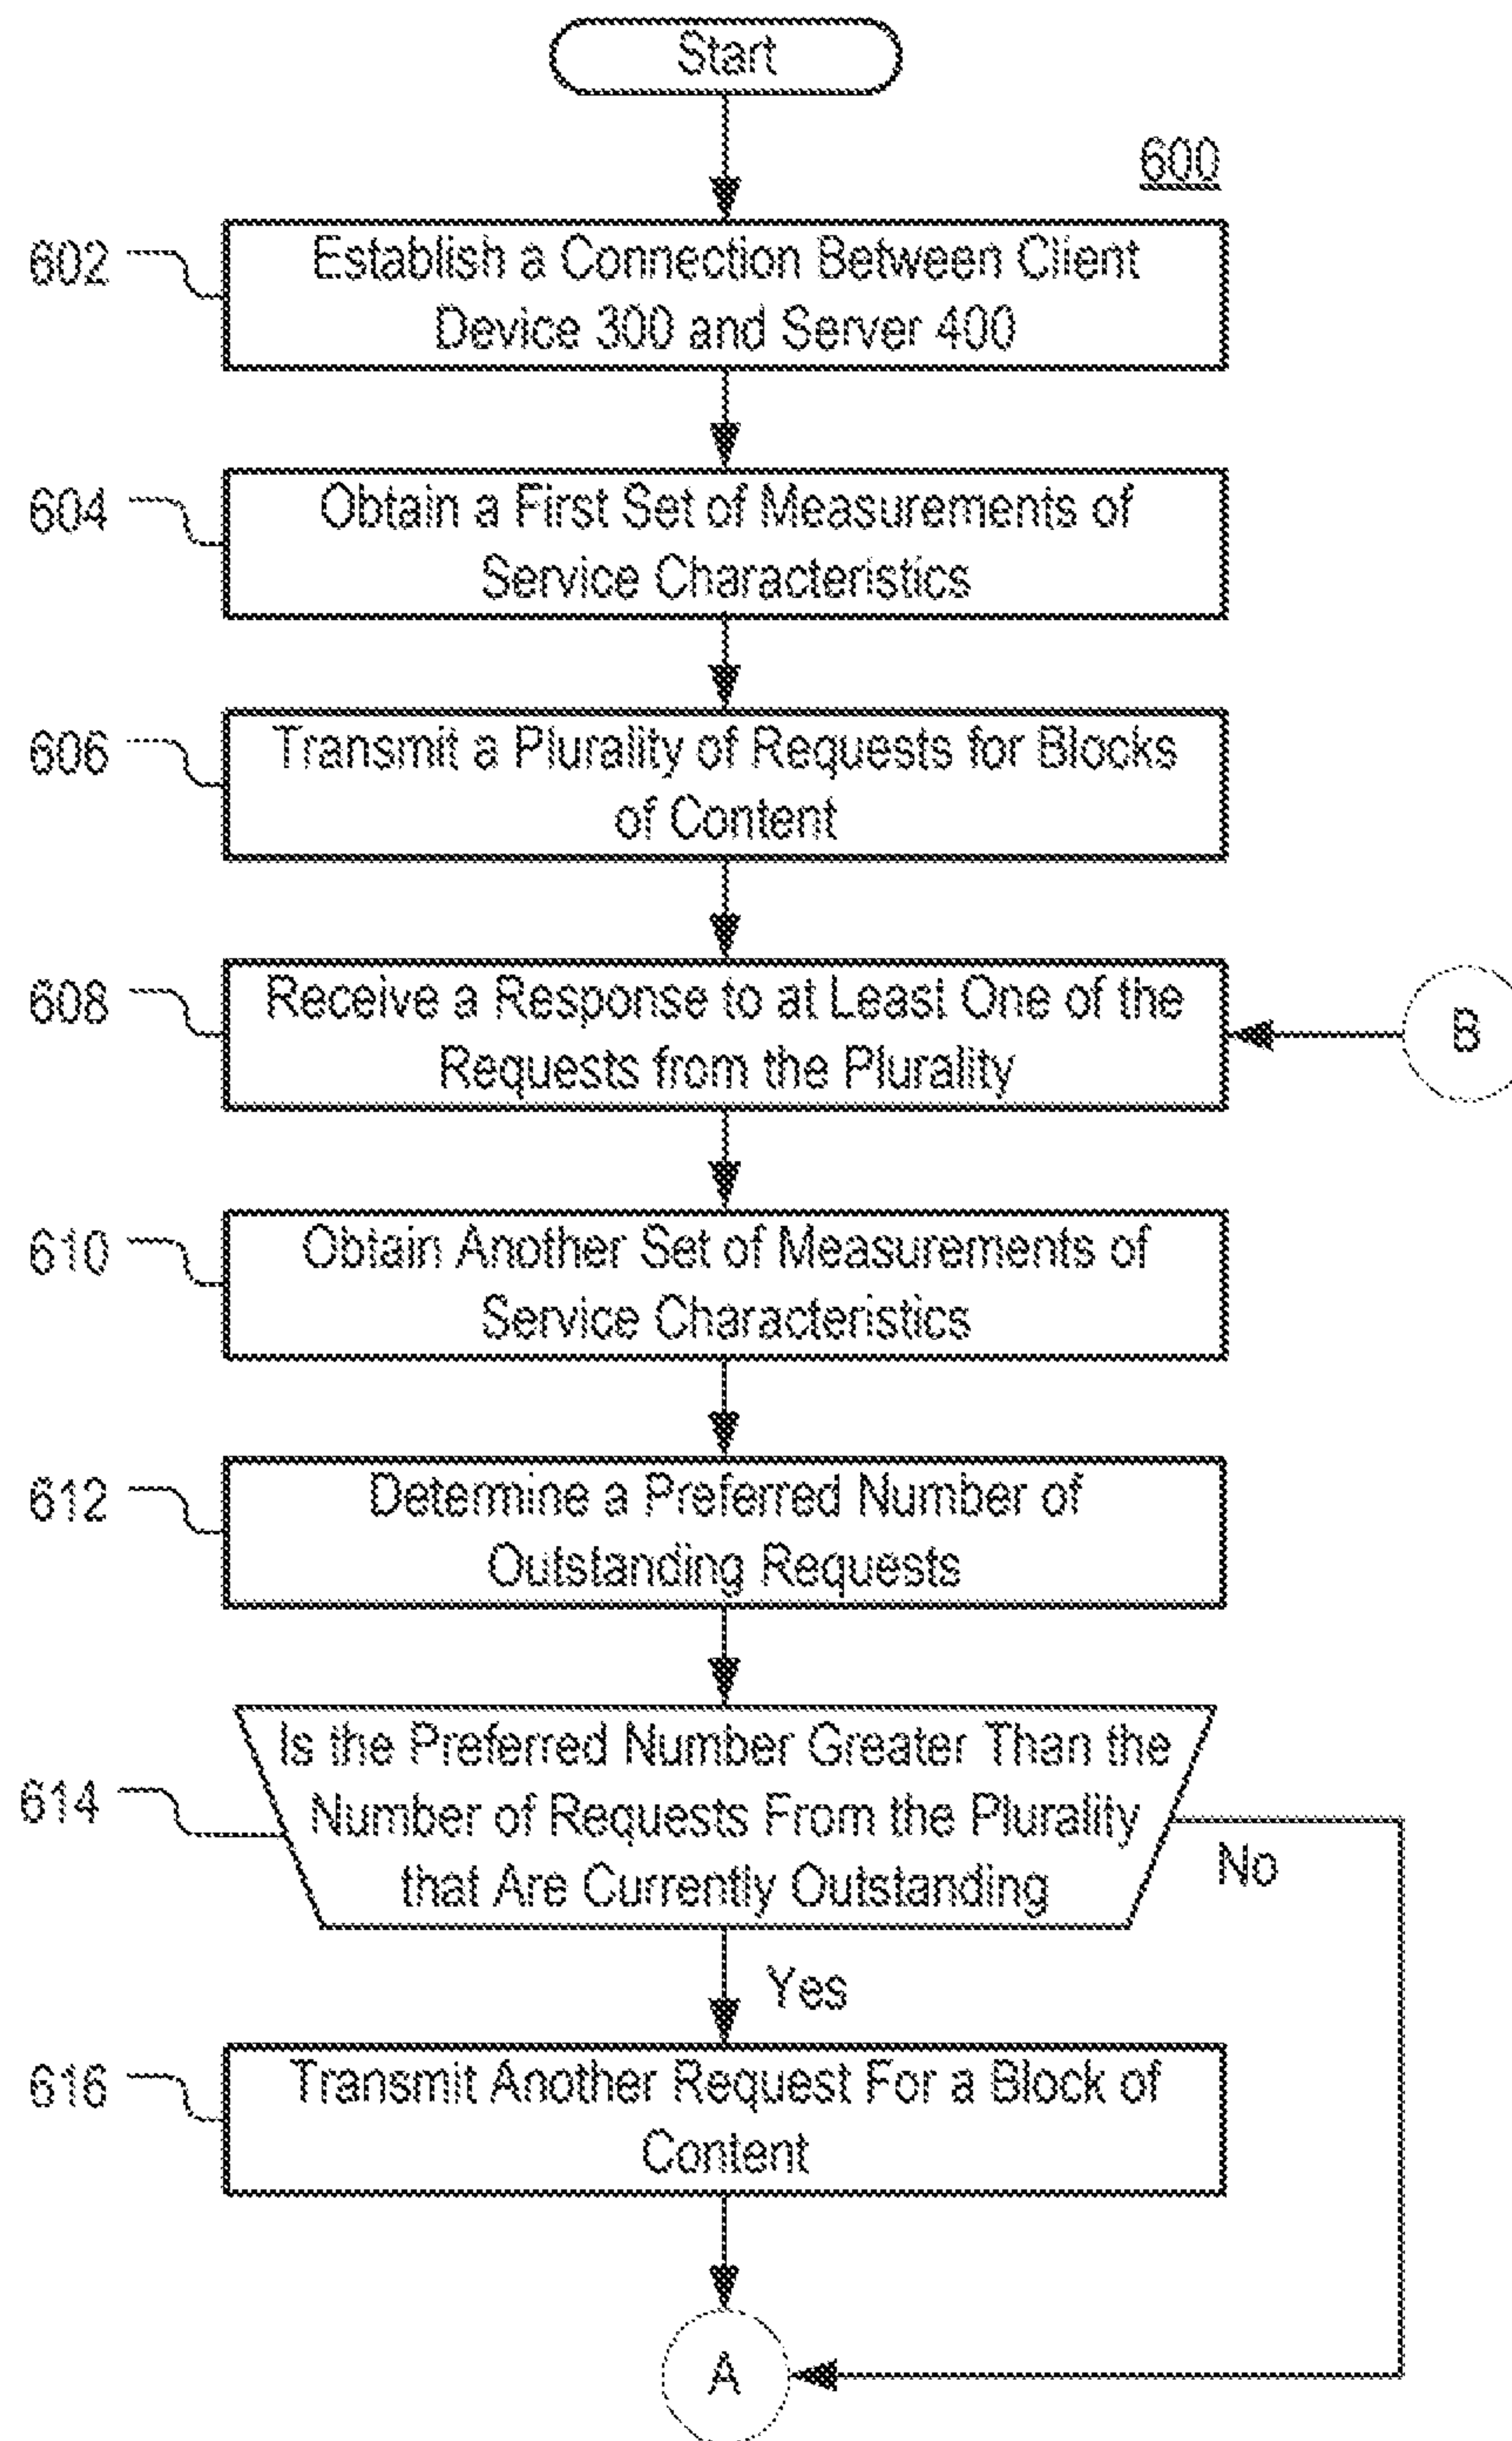 Start
600
602
Establish a Connection Between Client
Device 300 and Server 400
604
Obtain a First Set of Measurements of
Service Characteristics
606
Transmit a Plurality of Requests for Blocks
of Content
608
Receive a Response to at Least One of the
Requests from the Plurality
B
610
Obtain Another Set of Measurements of
Service Characteristics
612
Determine a Preferred Number of
Outstanding Requests
614
Is the Preferred Number Greater Than the
Number of Requests From the Plurality
that Are Currently Outstanding
No
Yes
616
Transmit Another Request For a Block of
Content
A